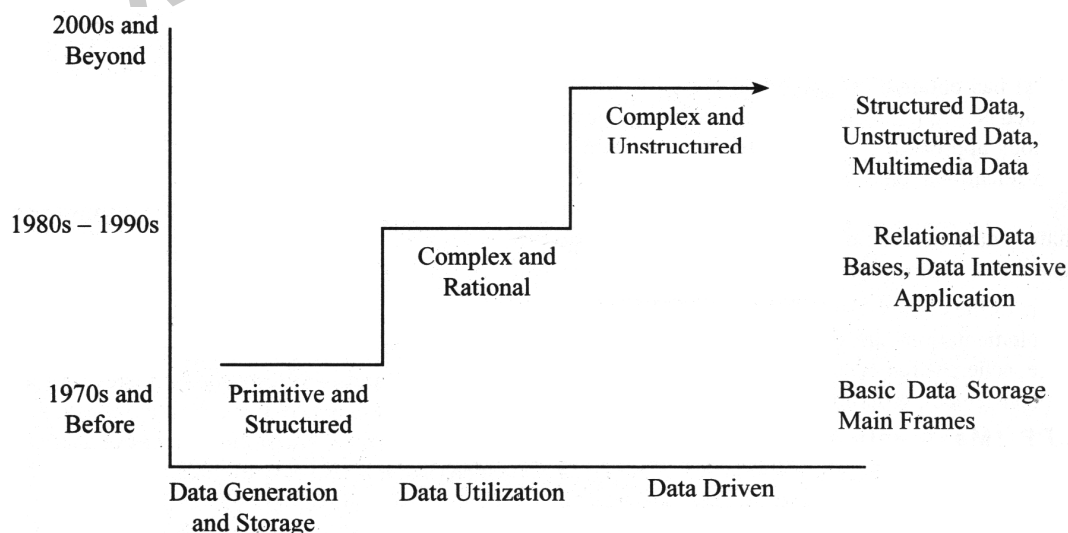 2000s and
Beyond
Complex and
Unstructured
Structured Data,
Unstructured Data,
Multimedia Data
1980s – 1990s
Complex and
Rational
Relational Data
Bases, Data Intensive
Application
1970s and
Before
Primitive and
Structured
Basic Data Storage
Main Frames
Data Generation
and Storage
Data Utilization
Data Driven